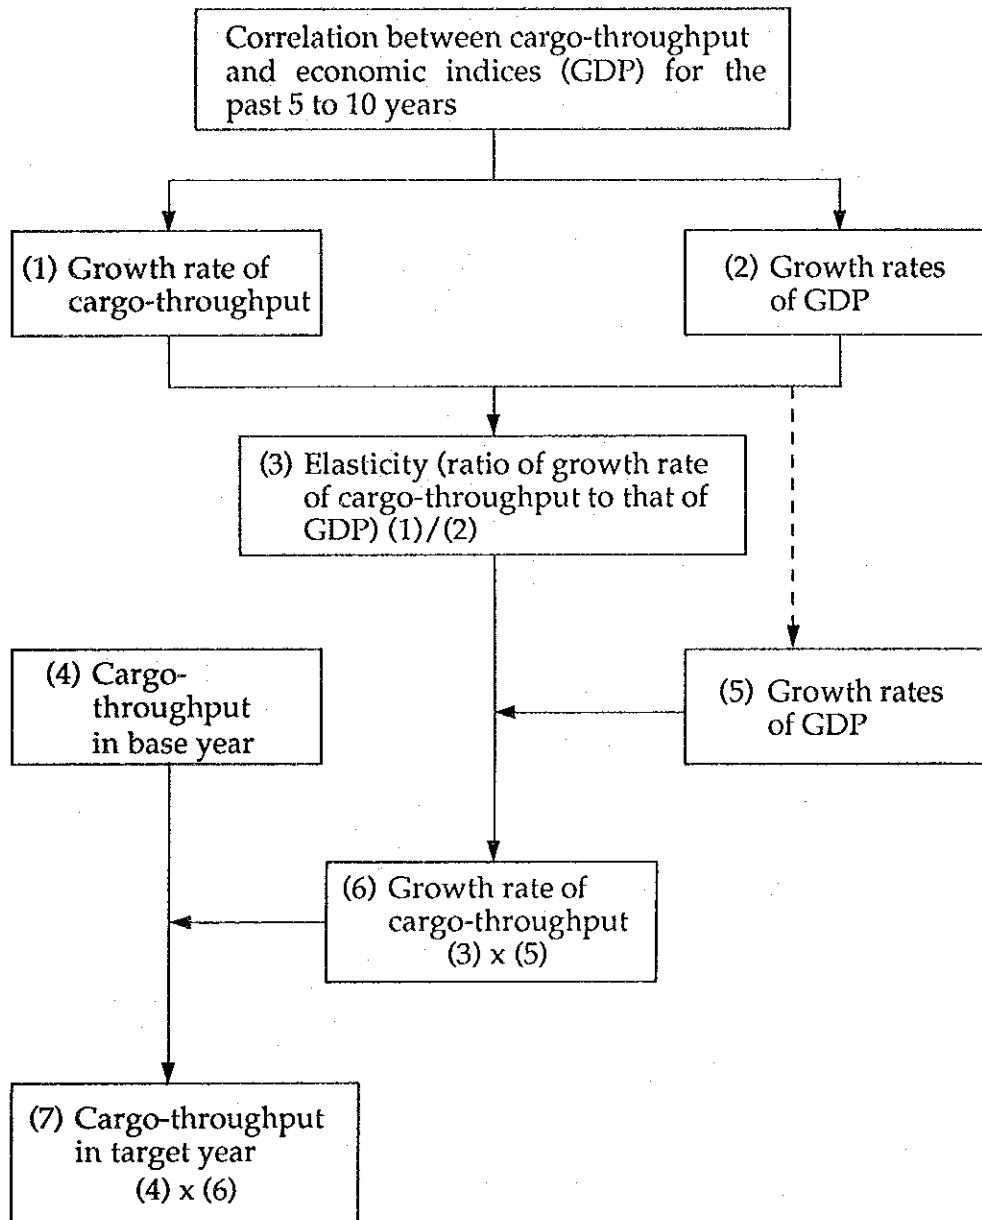 Correlation between cargo-throughput
and economic indices (GDP) for the
past 5 to 10 years
(1) Growth rate of
cargo-throughput
(2) Growth rates
of GDP
(3) Elasticity (ratio of growth rate
of cargo-throughput to that of
GDP) (1)/(2)
(4) Cargo-
throughput
in base year
(5) Growth rates
of GDP
(6) Growth rate of
cargo-throughput
(3) x (5)
(7) Cargo-throughput
in target year
(4) x (6)